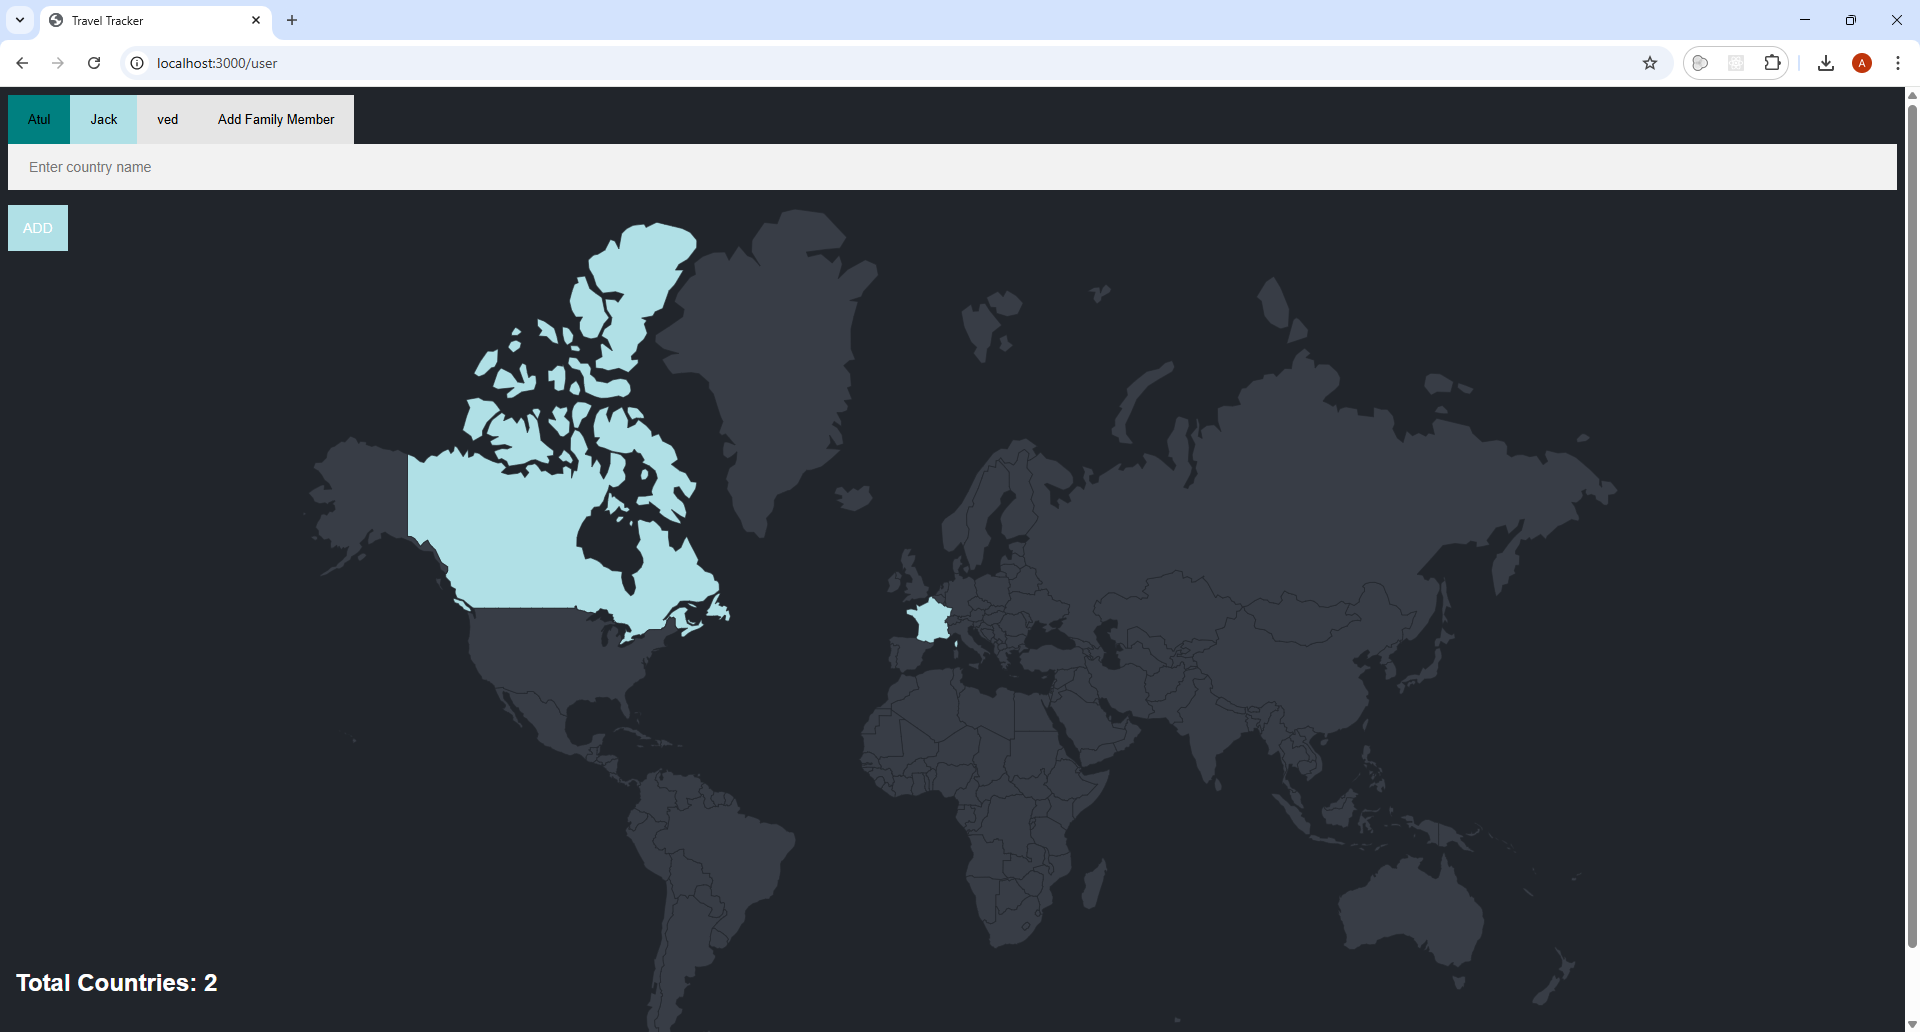 Travel Tracker
localhost:3000/user
A
Atul Jack ved Add Family Member
Enter country name
ADD
Total Countries: 2